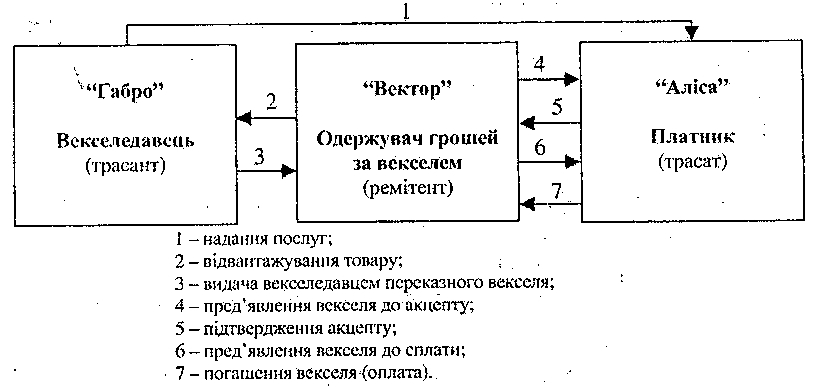 1
“Габро”
Векселедавець
(трасант)
2
3
“Вектор”
Одержувач грошей
за векселем
(ремітент)
4
5
6
7
“Аліса”
Платник
(трасат)
1 – надання послуг;
2 – відвантажування товару;
3 – видача векселедавцем переказного векселя;
4 – пред’явлення векселя до акцепту;
5 – підтвердження акцепту;
6 – пред’явлення векселя до сплати;
7 – погашення векселя (оплата).